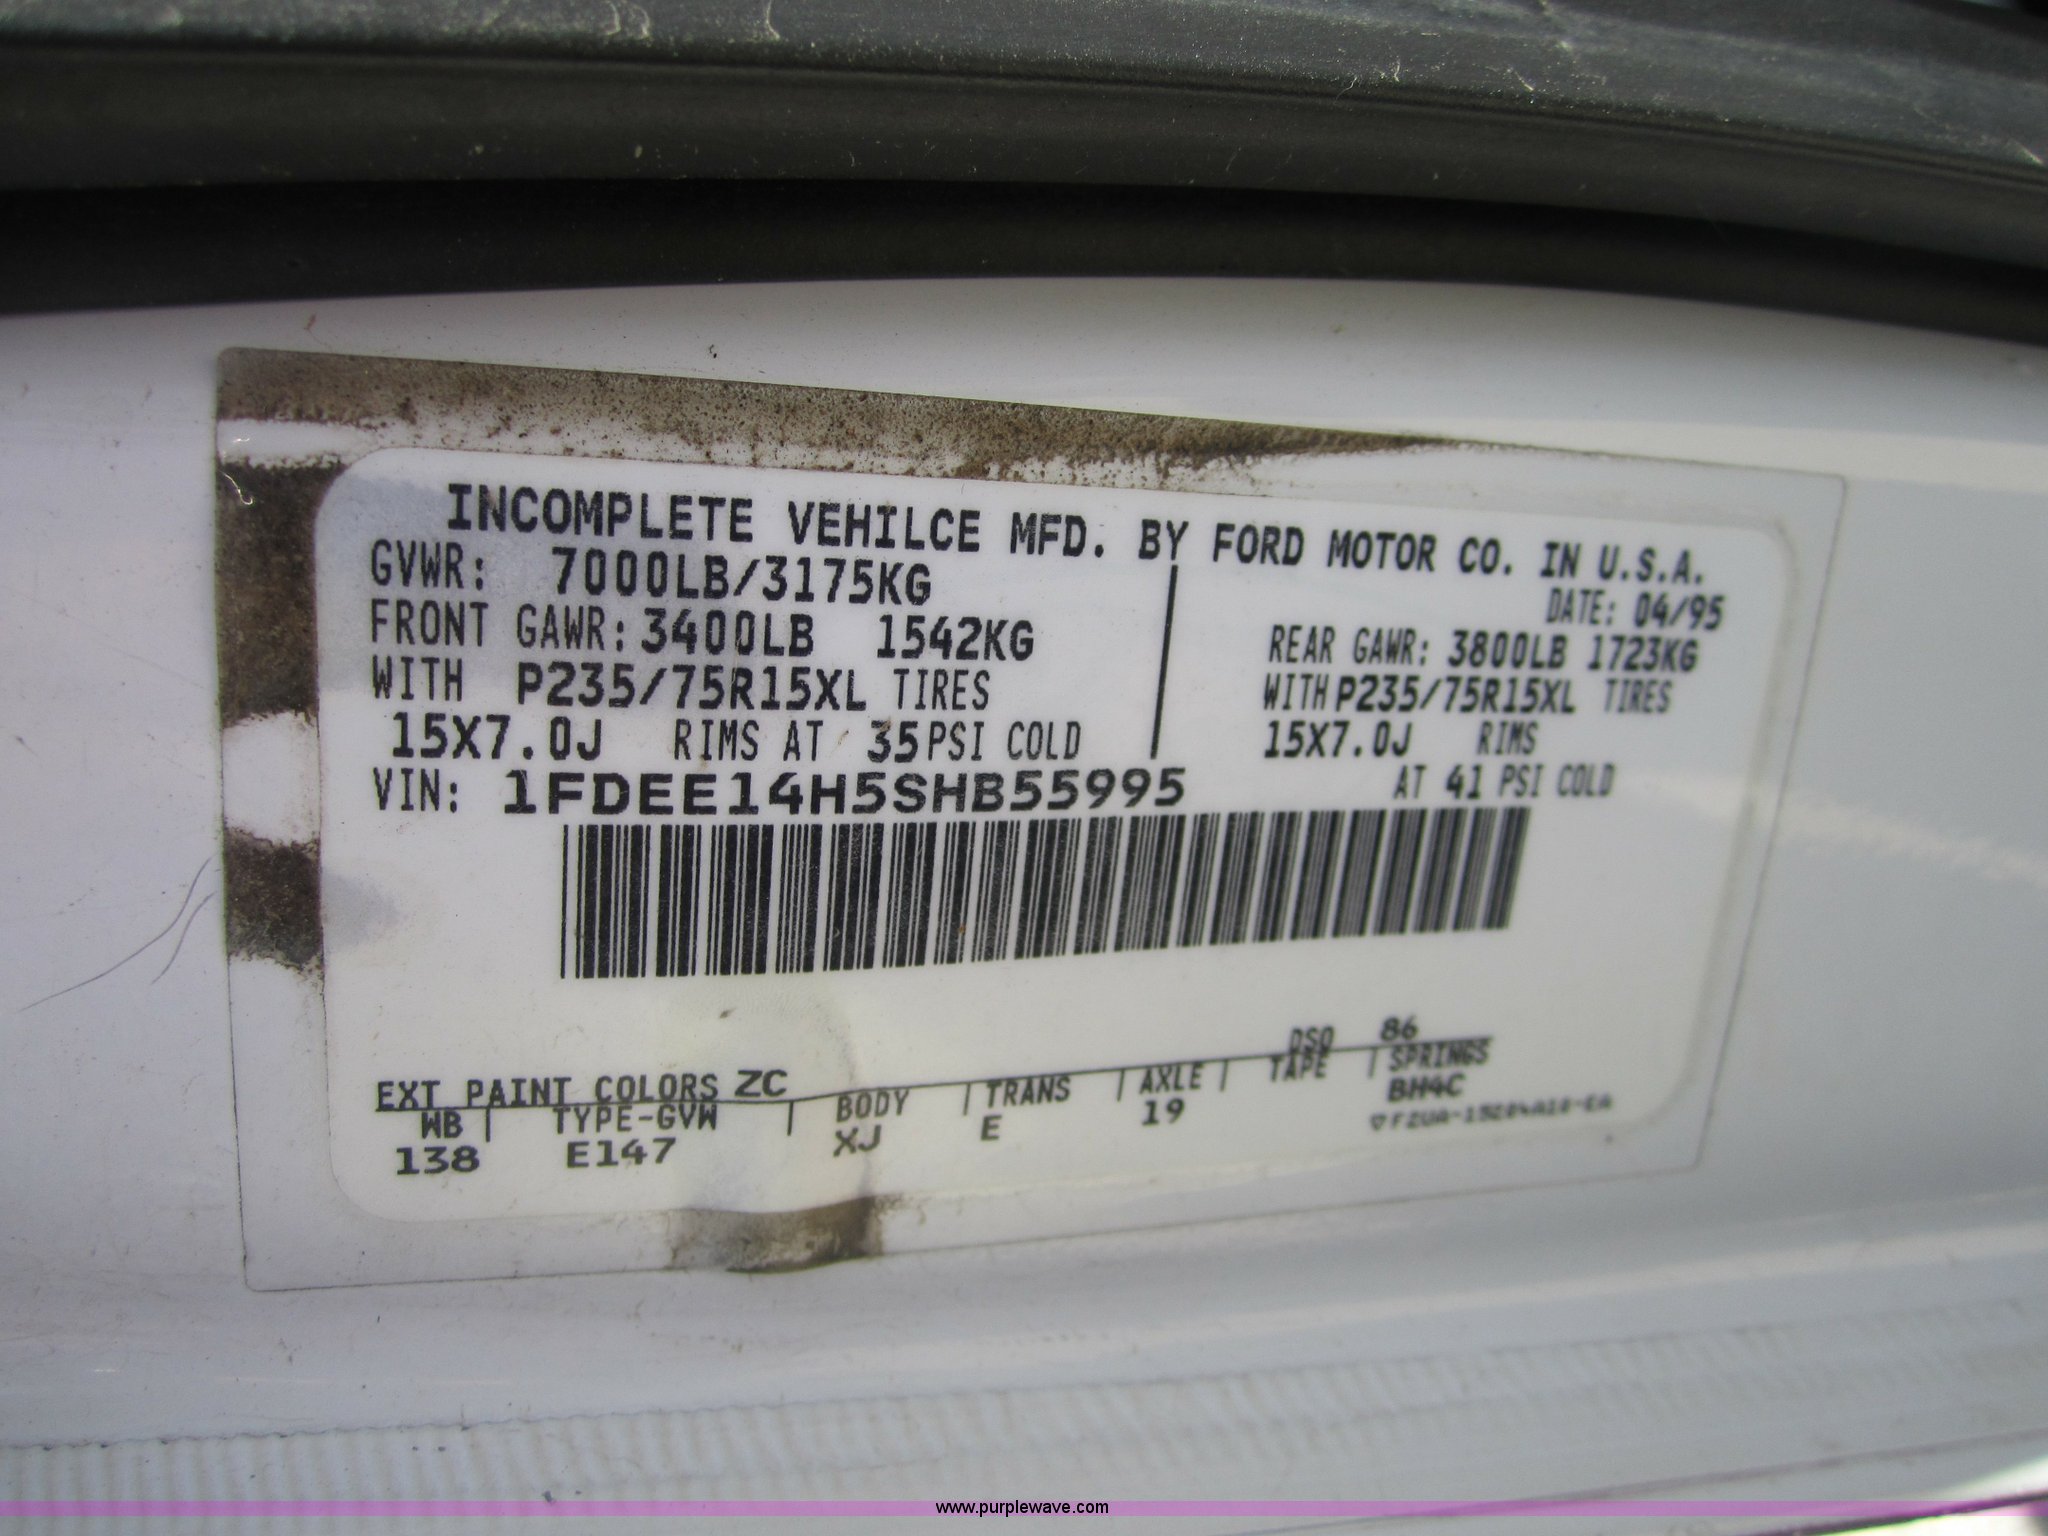 INCOMPLETE VEHILCE MFD. BY FORD MOTOR CO. IN U.S.A.
GVWR: 7000LB/3175KG
DATE: 04/95
FRONT GAWR: 3400LB 1542KG
REAR GAWR: 3800LB 1723KG
WITH P235/75R15XL TIRES
WITH P235/75R15XL TIRES
15X7.0J RIMS AT 35 PSI COLD
15X7.0J RIMS
AT 41 PSI COLD
VIN: 1FDEE14H5SHB55995
DSO 86
EXT PAINT COLORS ZC
WB | TYPE-GVW | BODY | TRANS | AXLE | TAPE | SPRINGS
138 E147 XJ E 19 BH4C
www.purplewave.com